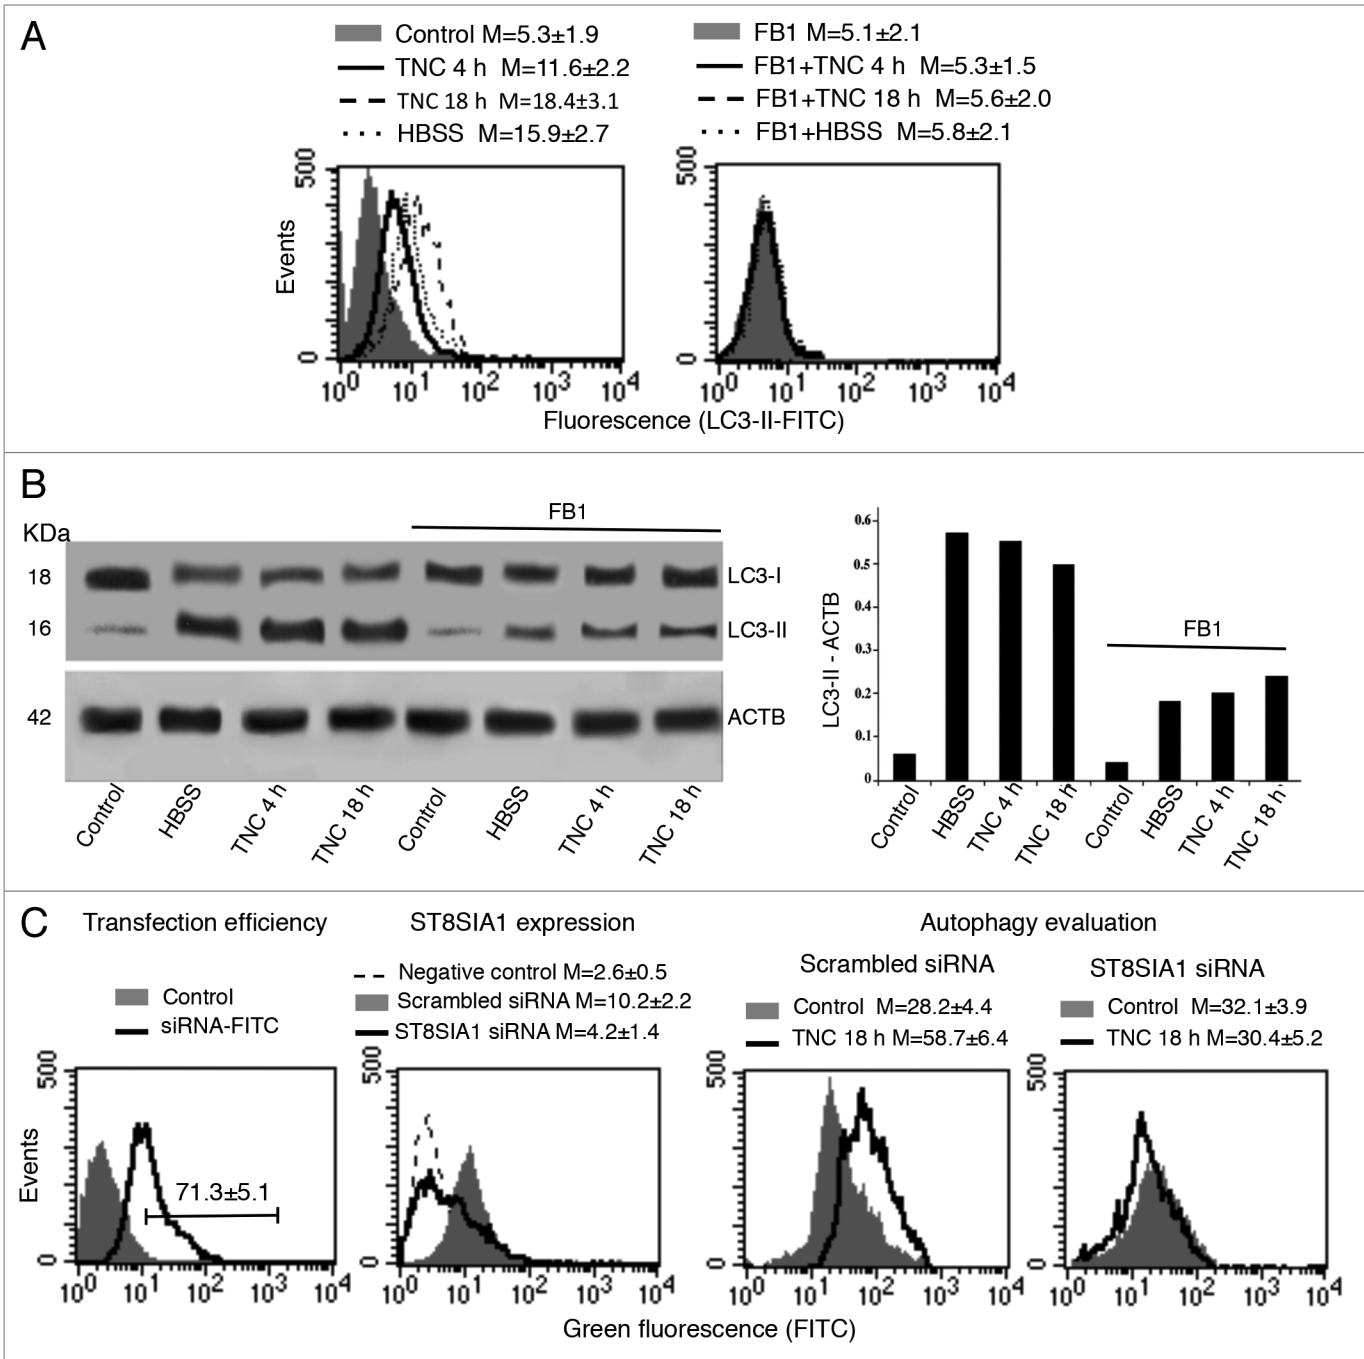 A
Control M=5.3±1.9
TNC 4 h M=11.6±2.2
TNC 18 h M=18.4±3.1
HBSS M=15.9±2.7
FB1 M=5.1±2.1
FB1+TNC 4 h M=5.3±1.5
FB1+TNC 18 h M=5.6±2.0
FB1+HBSS M=5.8±2.1
500
Events
0
10⁰ 10¹ 10² 10³ 10⁴
500
0
10⁰ 10¹ 10² 10³ 10⁴
Fluorescence (LC3-II-FITC)
B
KDa
FB1
18
LC3-I
16
LC3-II
42
ACTB
Control HBSS TNC 4 h TNC 18 h Control HBSS TNC 4 h TNC 18 h
LC3-II - ACTB
0.6
0.5
0.4
0.3
0.2
0.1
0
FB1
Control HBSS TNC 4 h TNC 18 h Control HBSS TNC 4 h TNC 18 h
C
Transfection efficiency
Control
siRNA-FITC
500
Events
0
71.3±5.1
10⁰ 10¹ 10² 10³ 10⁴
ST8SIA1 expression
Negative control M=2.6±0.5
Scrambled siRNA M=10.2±2.2
ST8SIA1 siRNA M=4.2±1.4
500
0
10⁰ 10¹ 10² 10³ 10⁴
Autophagy evaluation
Scrambled siRNA
Control M=28.2±4.4
TNC 18 h M=58.7±6.4
500
0
10⁰ 10¹ 10² 10³ 10⁴
ST8SIA1 siRNA
Control M=32.1±3.9
TNC 18 h M=30.4±5.2
500
0
10⁰ 10¹ 10² 10³ 10⁴
Green fluorescence (FITC)